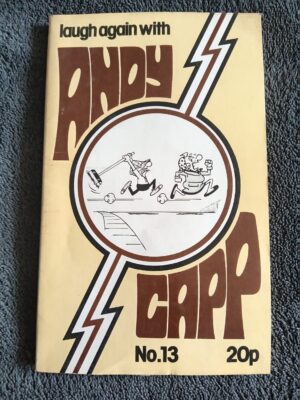 laugh again with
ANDY
CAPP
No.13 20p